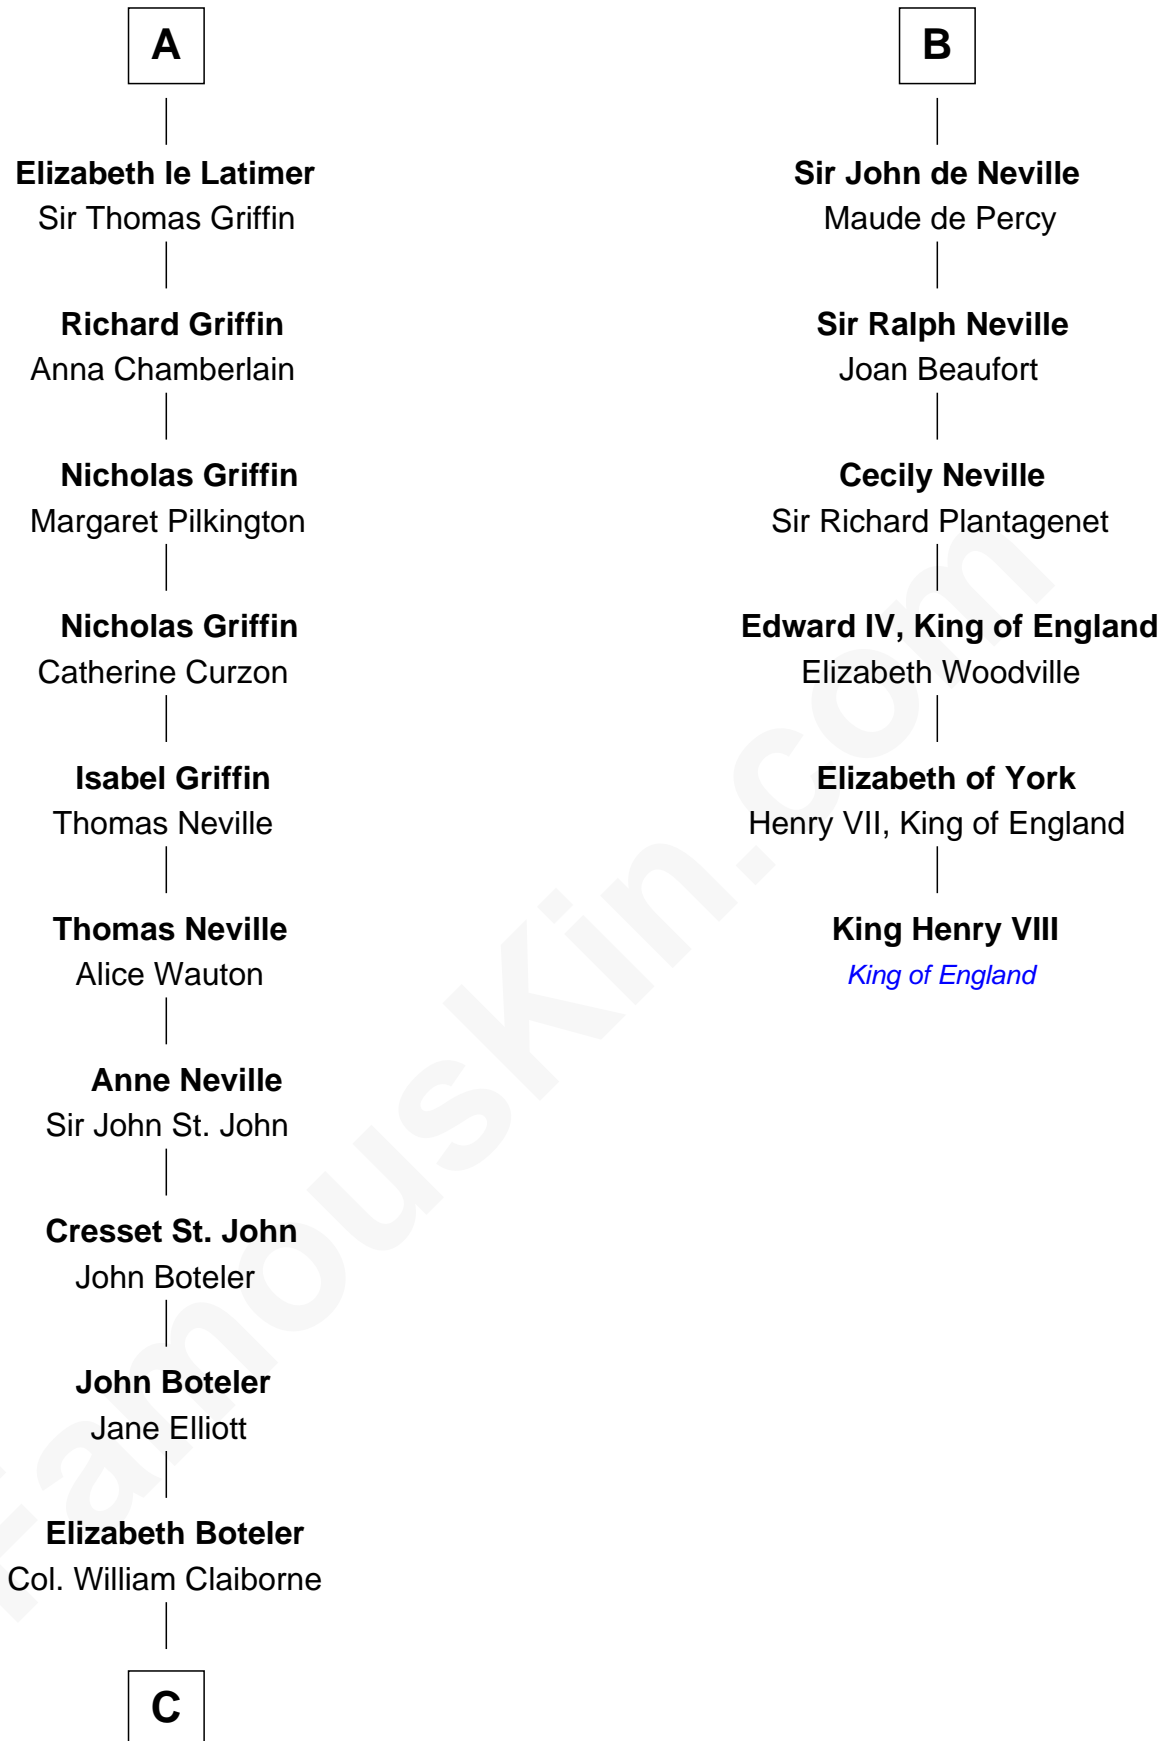 A
Elizabeth le Latimer
Sir Thomas Griffin
Richard Griffin
Anna Chamberlain
Nicholas Griffin
Margaret Pilkington
Nicholas Griffin
Catherine Curzon
Isabel Griffin
Thomas Neville
Thomas Neville
Alice Wauton
Anne Neville
Sir John St. John
Cresset St. John
John Boteler
John Boteler
Jane Elliott
Elizabeth Boteler
Col. William Claiborne
C
B
Sir John de Neville
Maude de Percy
Sir Ralph Neville
Joan Beaufort
Cecily Neville
Sir Richard Plantagenet
Edward IV, King of England
Elizabeth Woodville
Elizabeth of York
Henry VII, King of England
King Henry VIII
King of England
FamousKin.com